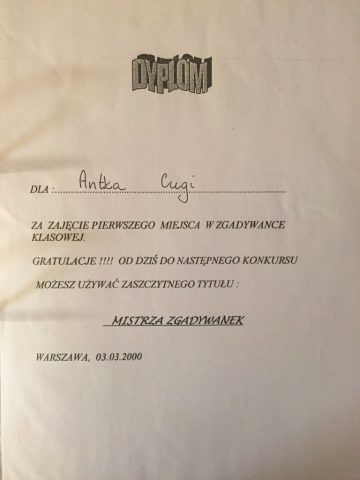 DYPLOM
DLA : Antka Cugi
ZA ZAJĘCIE PIERWSZEGO MIEJSCA W ZGADYWANCE
KLASOWEJ.
GRATULACJE !!!! OD DZIŚ DO NASTĘPNEGO KONKURSU
MOŻESZ UŻYWAĆ ZASZCZYTNEGO TYTUŁU :
MISTRZA ZGADYWANEK
WARSZAWA, 03.03.2000